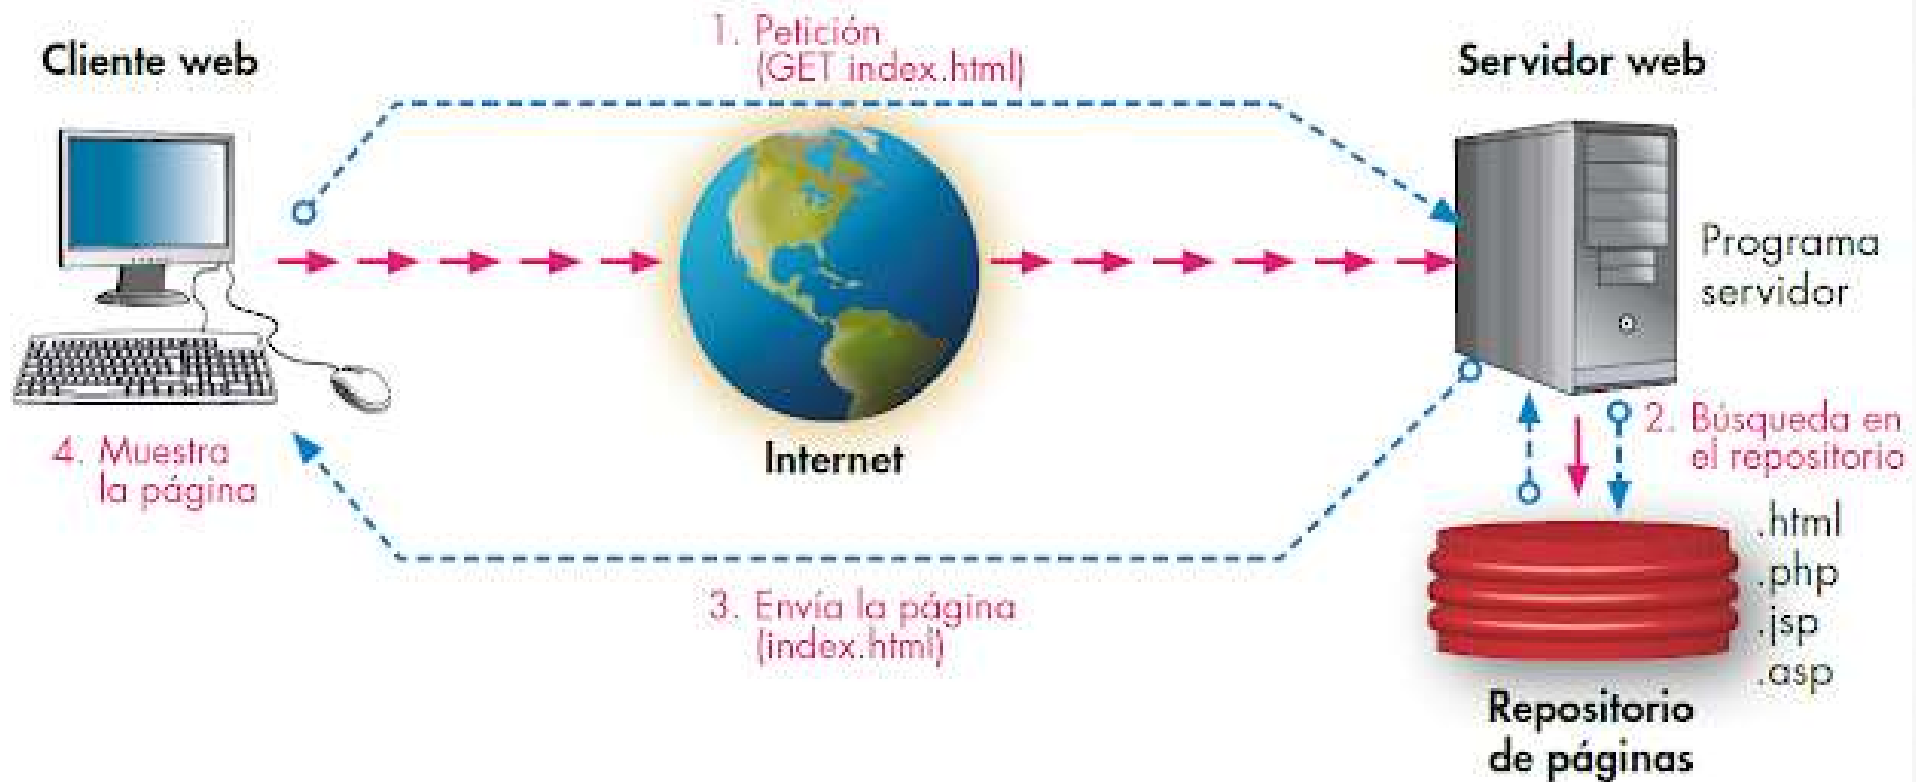 Cliente web
1. Petición
(GET index.html)
Servidor web
Programa
servidor
Internet
2. Búsqueda en
el repositorio
4. Muestra
la página
3. Envía la página
(index.html)
.html
.php
.jsp
.asp
Repositorio
de páginas